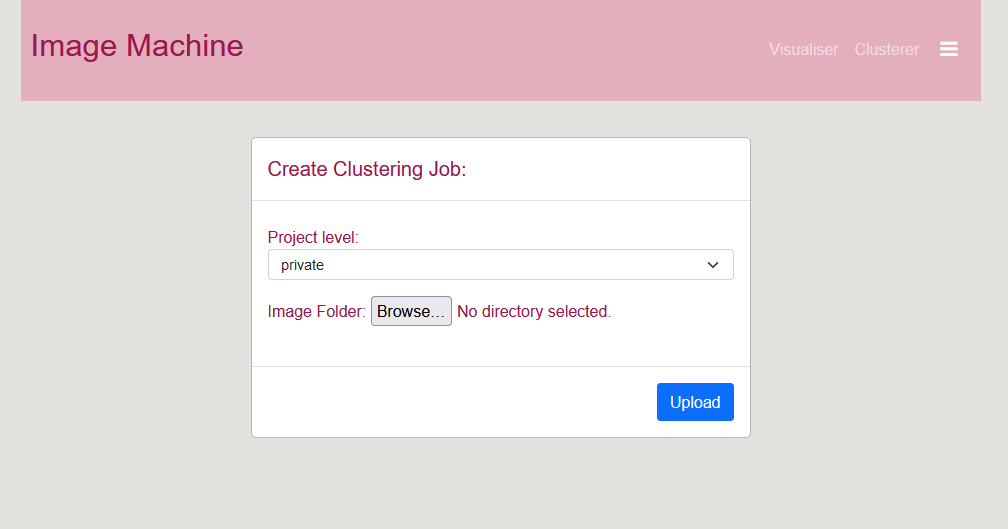 Image Machine
Visualiser Clusterer
Create Clustering Job:
Project level:
private
Image Folder: Browse... No directory selected.
Upload